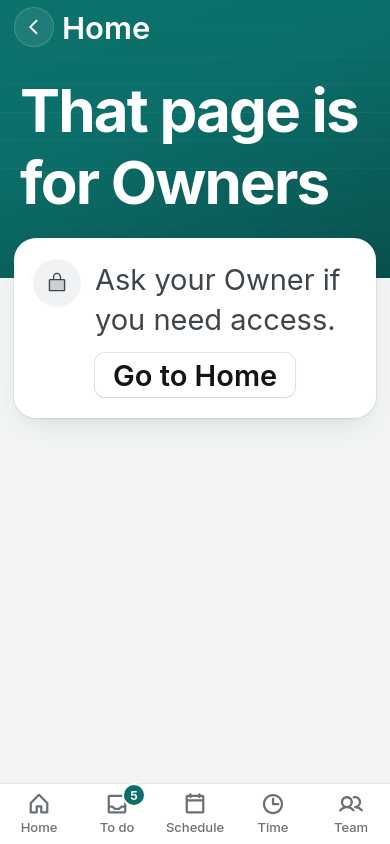 Home
That page is
for Owners
Ask your Owner if
you need access.
Go to Home
5
Home
To do
Schedule
Time
Team